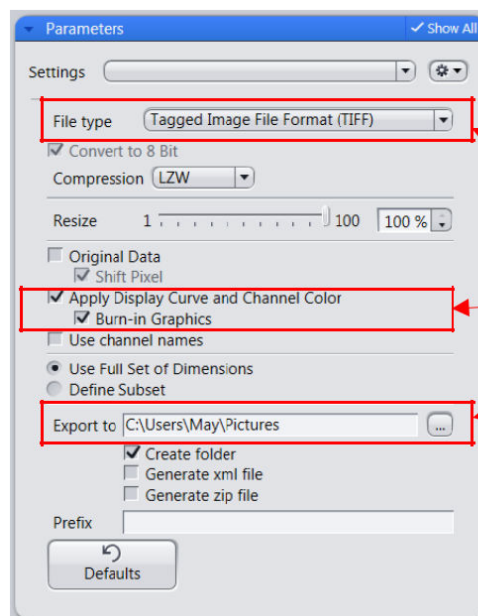 Parameters Show All
Settings
File type Tagged Image File Format (TIFF)
Convert to 8 Bit
Compression LZW
Resize 1 100 100 %
Original Data
Shift Pixel
Apply Display Curve and Channel Color
Burn-in Graphics
Use channel names
Use Full Set of Dimensions
Define Subset
Export to C:\Users\May\Pictures ...
Create folder
Generate xml file
Generate zip file
Prefix
Defaults